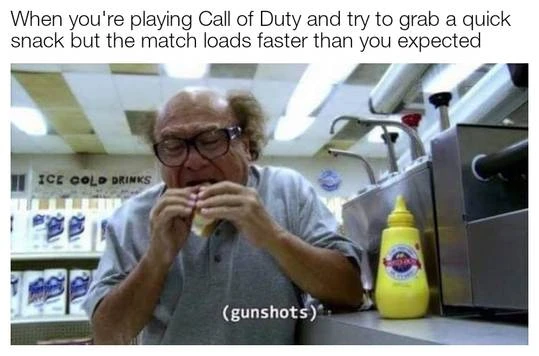 When you're playing Call of Duty and try to grab a quick
snack but the match loads faster than you expected
ICE COLD DRINKS
(gunshots)